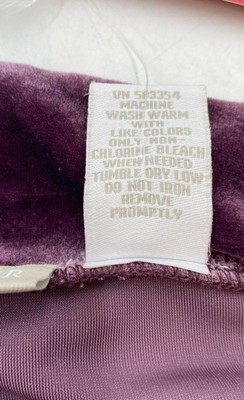 VN 583354
MACHINE
WASH WARM
WITH
LIKE COLORS
ONLY NON-
CHLORINE BLEACH
WHEN NEEDED
TUMBLE DRY LOW
DO NOT IRON
REMOVE
PROMPTLY
R